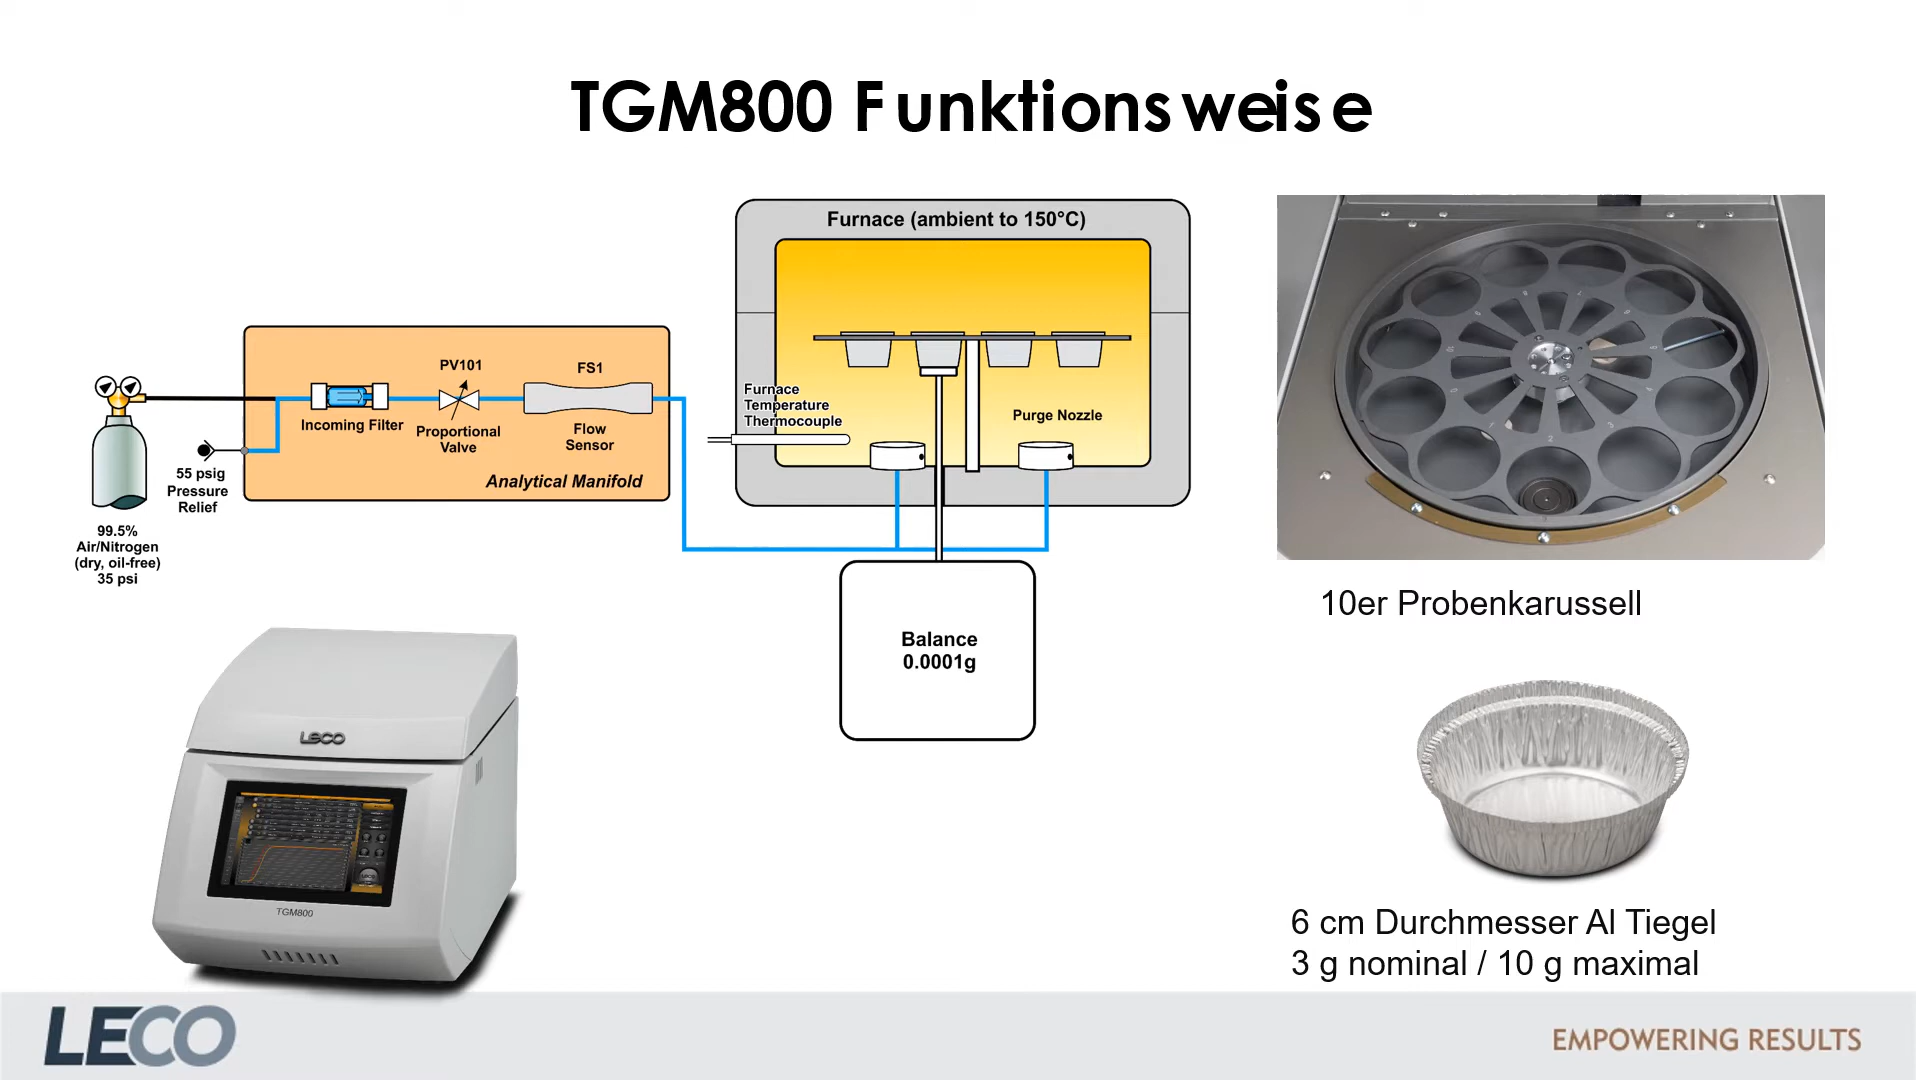 TGM800 Funktionsweise
Furnace (ambient to 150°C)
PV101
FS1
Furnace
Temperature
Thermocouple
Purge Nozzle
Incoming Filter
Proportional
Valve
Flow
Sensor
55 psig
Pressure
Relief
Analytical Manifold
99.5%
Air/Nitrogen
(dry, oil-free)
35 psi
Balance
0.0001g
10er Probenkarussell
LECO
TGM800
6 cm Durchmesser Al Tiegel
3 g nominal / 10 g maximal
LECO
EMPOWERING RESULTS